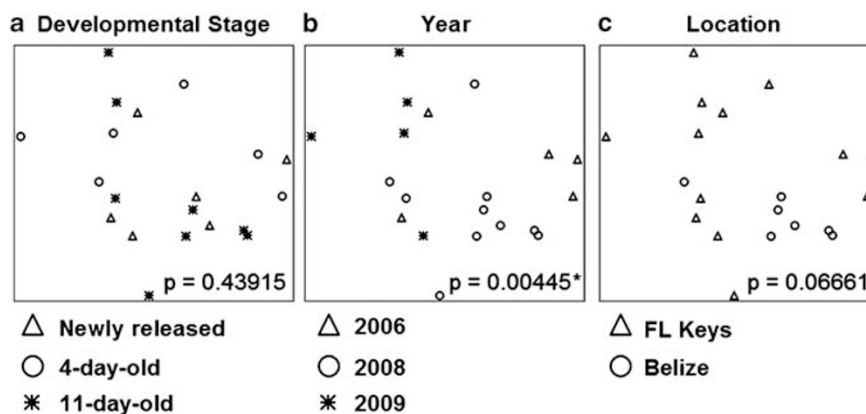 a Developmental Stage
b Year
c Location
p = 0.43915
p = 0.00445*
p = 0.06661
Newly released
4-day-old
11-day-old
2006
2008
2009
FL Keys
Belize